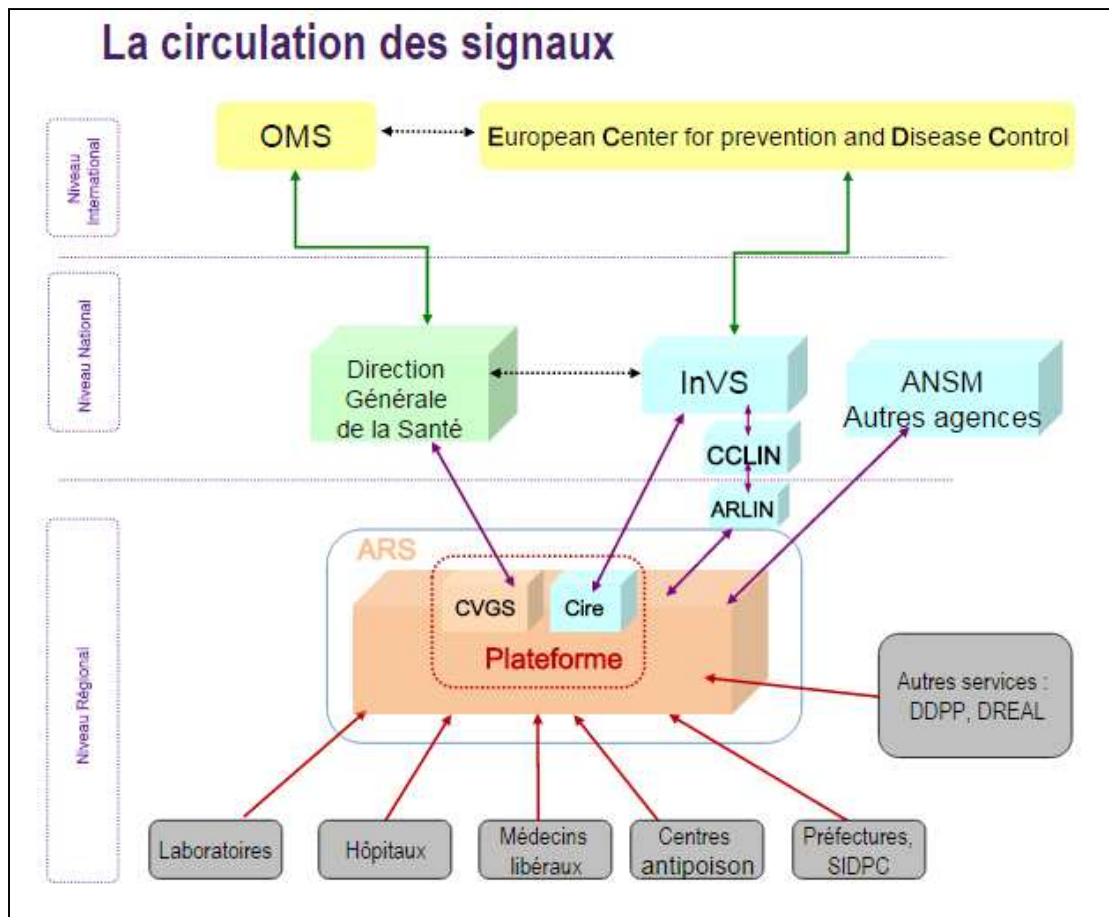 La circulation des signaux
Niveau
International
OMS
European Center for prevention and Disease Control
Niveau National
Direction
Générale
de la Santé
InVS
ANSM
Autres agences
CCLIN
ARLIN
Niveau Régional
ARS
CVGS
Cire
Plateforme
Autres services :
DDPP, DREAL
Laboratoires
Hôpitaux
Médecins
libéraux
Centres
antipoison
Préfectures,
SIDPC